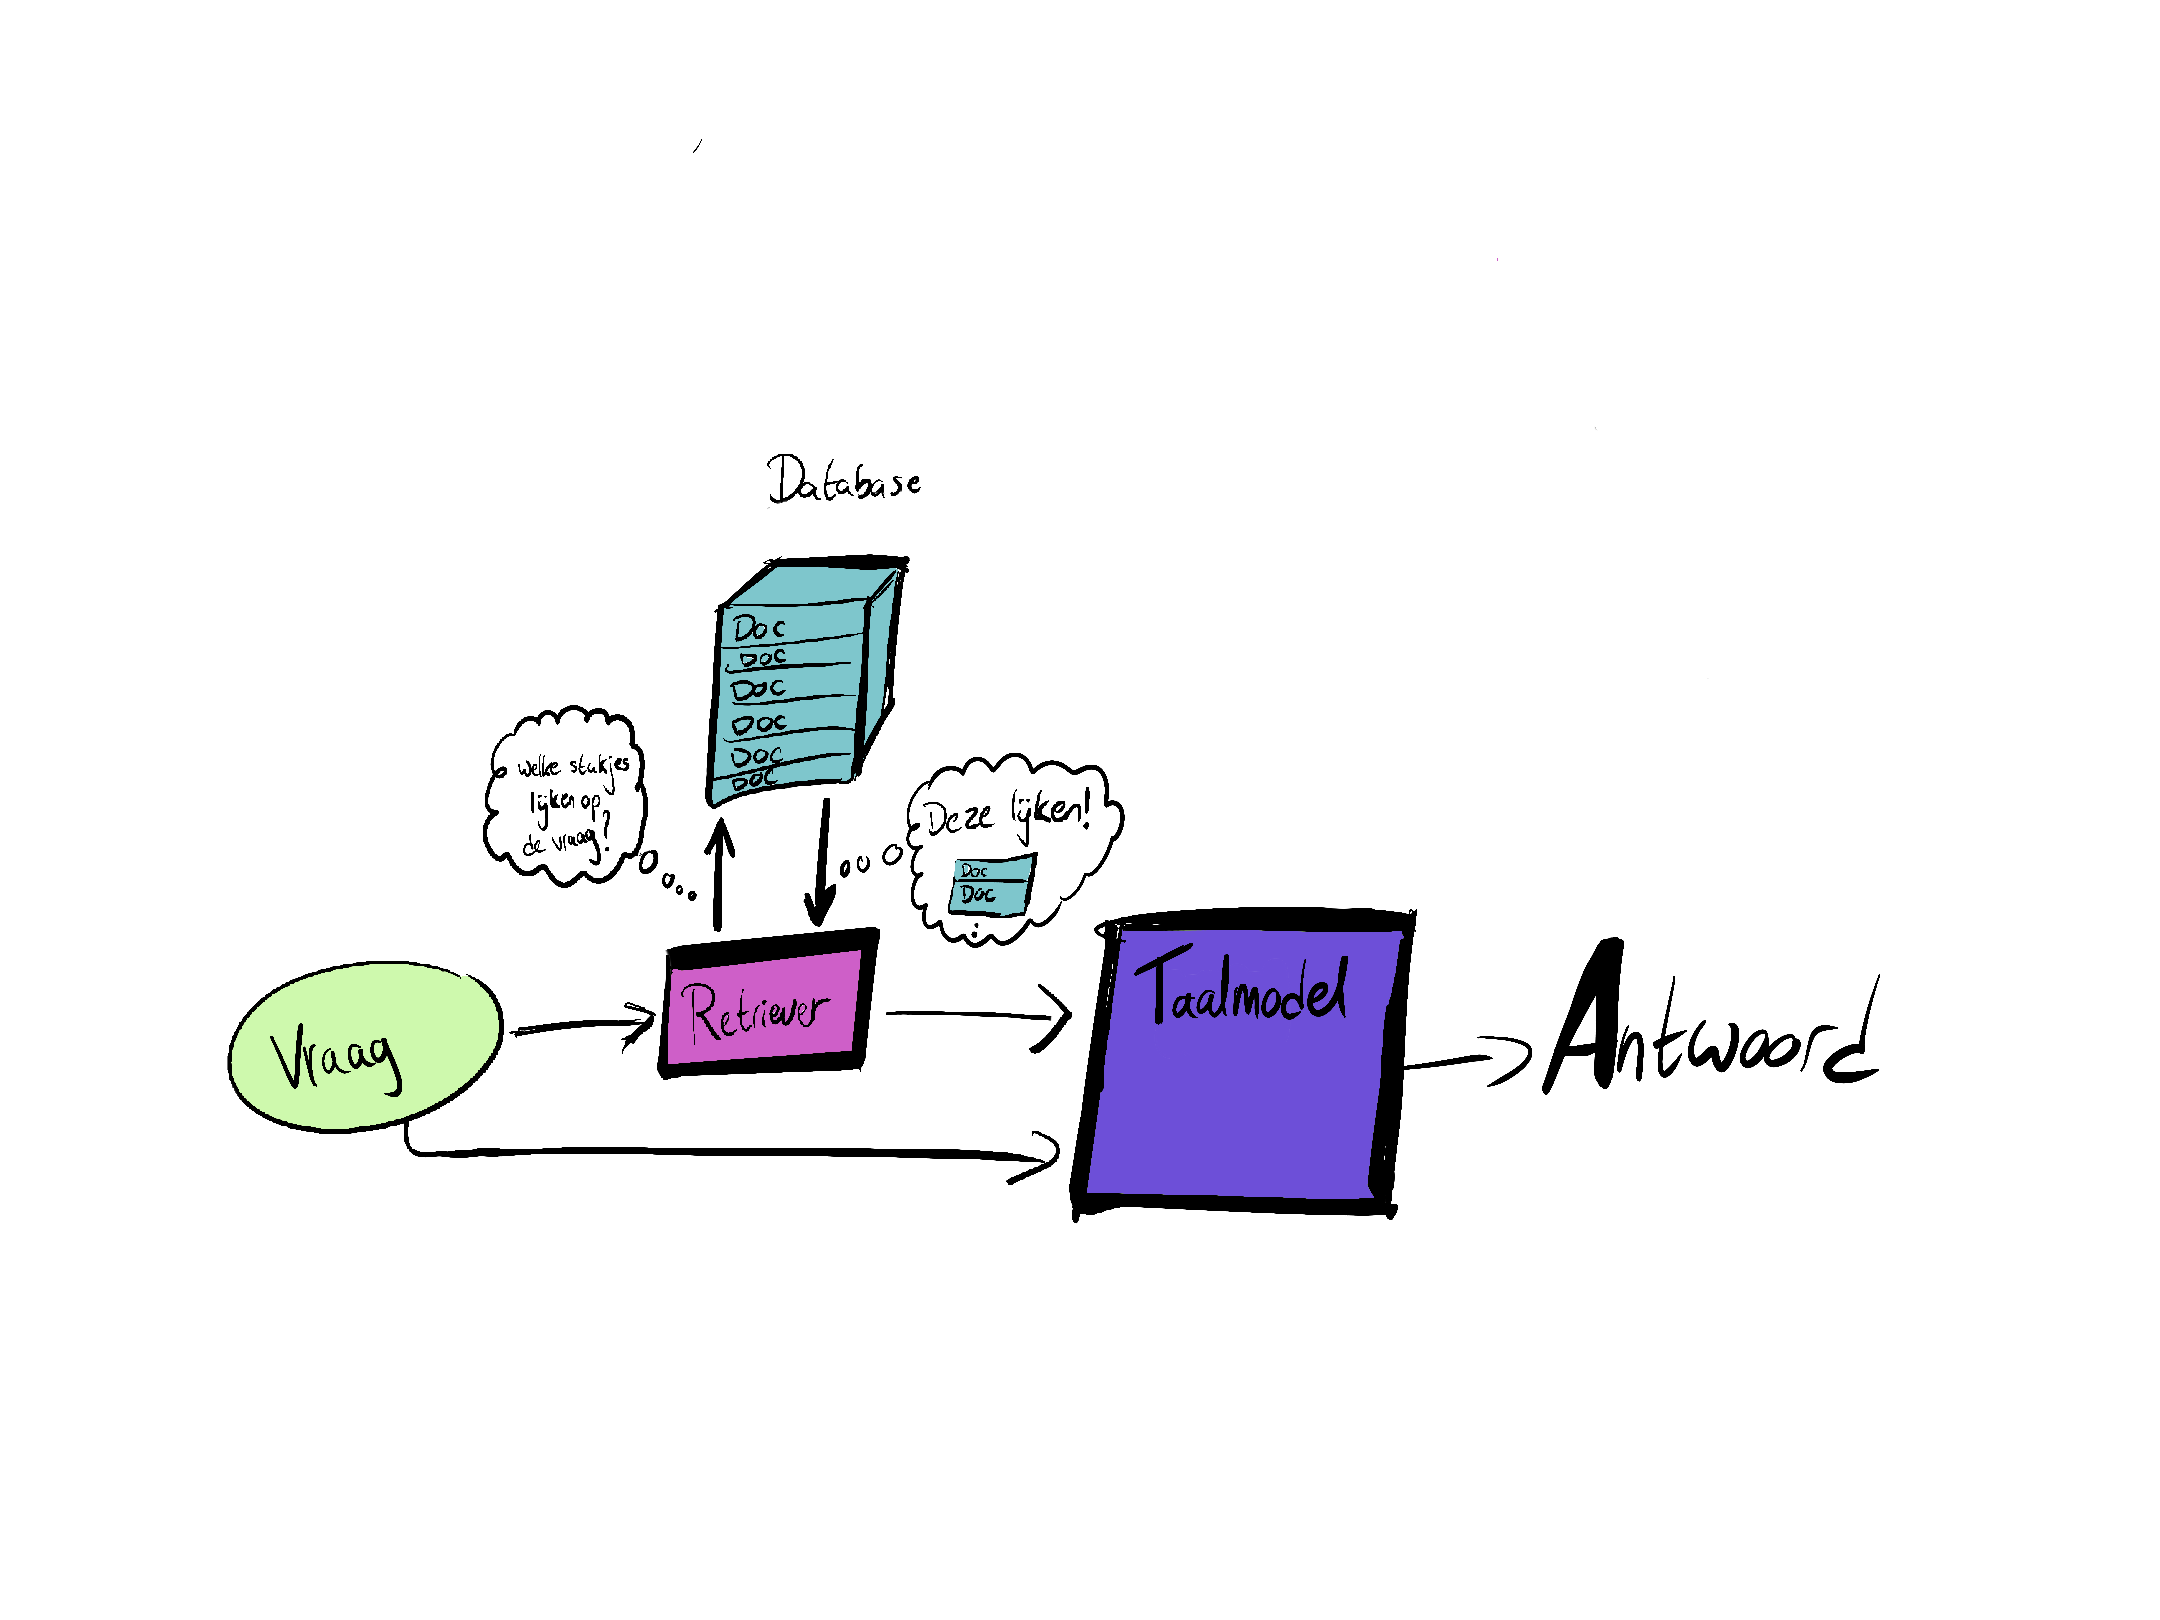 Database
Doc
Doc
Doc
Doc
Doc
Doc
welke stukjes
lijken op
de vraag?
Deze lijken!
Doc
Doc
Vraag
Retriever
Taalmodel
Antwoord